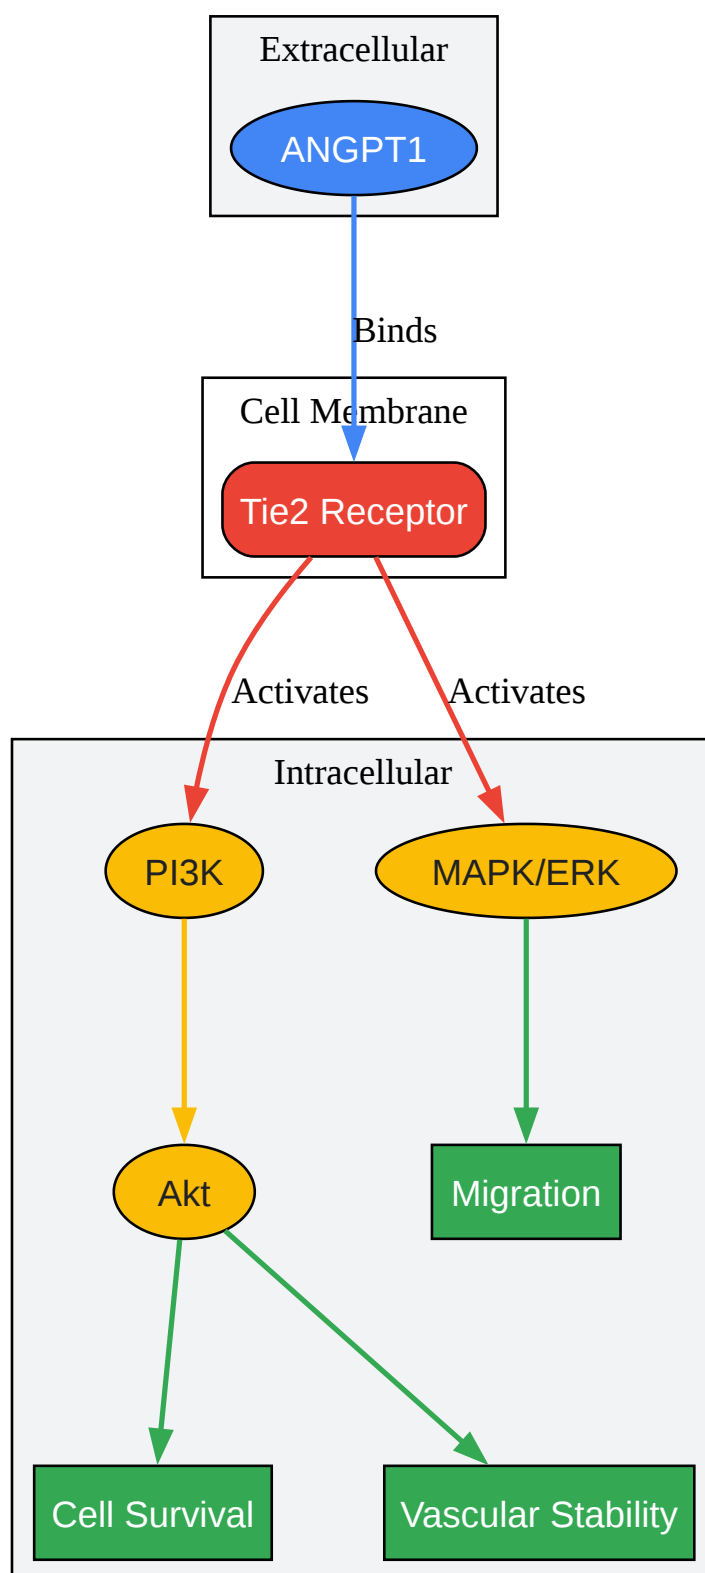 Extracellular
ANGPT1
Binds
Cell Membrane
Tie2 Receptor
Activates
Activates
Intracellular
PI3K
MAPK/ERK
Akt
Migration
Cell Survival
Vascular Stability